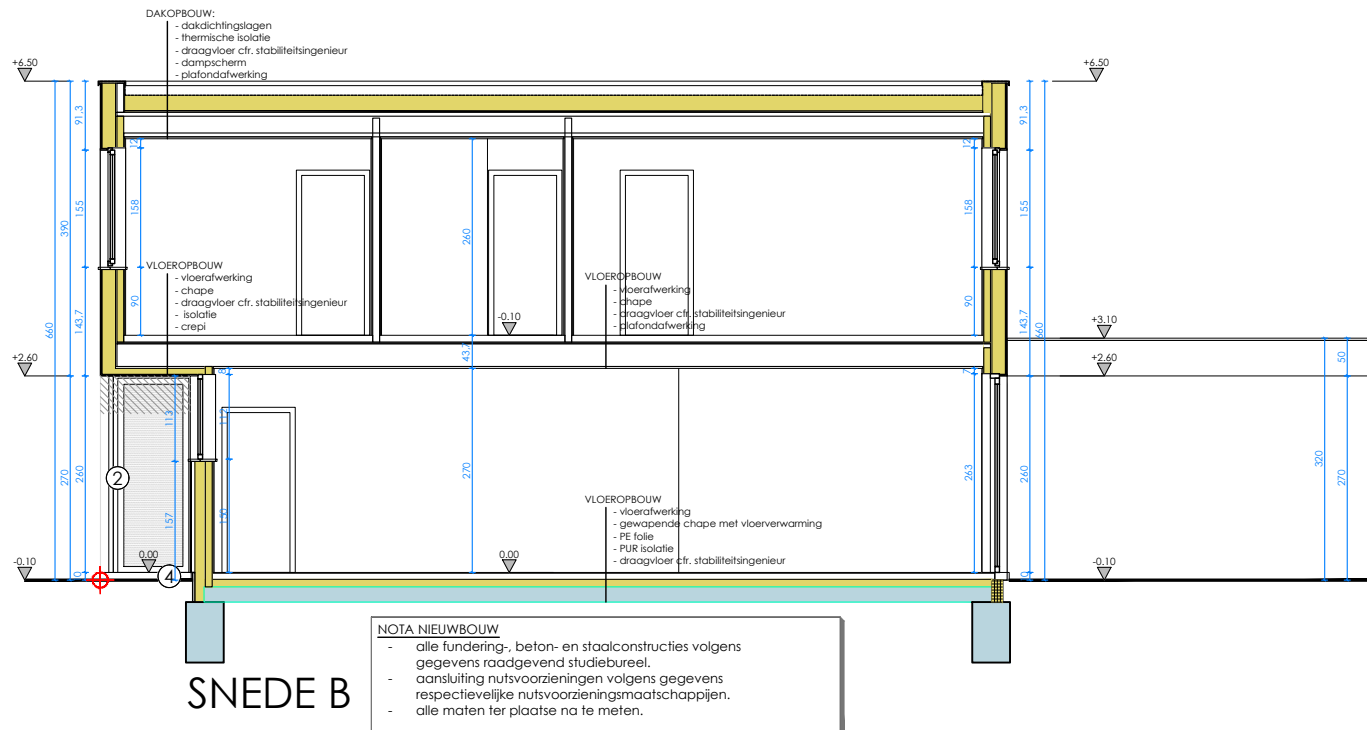 DAKOPBOUW:
- dakdichtingslagen
- thermische isolatie
- draagvloer cfr. stabiliteitsingenieur
- dampscherm
- plafondafwerking
+6.50
+6.50
91,3
12
12
91,3
155
158
260
158
155
390
VLOEROPBOUW
- vloerafwerking
- chape
- draagvloer cfr. stabiliteitsingenieur
- isolatie
- crepi
VLOEROPBOUW
- vloerafwerking
- chape
- draagvloer cfr. stabiliteitsingenieur
- plafondafwerking
90
-0.10
90
660
143,7
43,7
143,7
660
+3.10
+2.60
8
7
+2.60
50
113
112
270
260
2
270
263
260
320
270
157
150
VLOEROPBOUW
- vloerafwerking
- gewapende chape met vloerverwarming
- PE folie
- PUR isolatie
- draagvloer cfr. stabiliteitsingenieur
-0.10
0.00
4
0.00
-0.10
NOTA NIEUWBOUW
- alle fundering-, beton- en staalconstructies volgens
gegevens raadgevend studiebureel.
- aansluiting nutsvoorzieningen volgens gegevens
respectievelijke nutsvoorzieningsmaatschappijen.
- alle maten ter plaatse na te meten.
SNEDE B